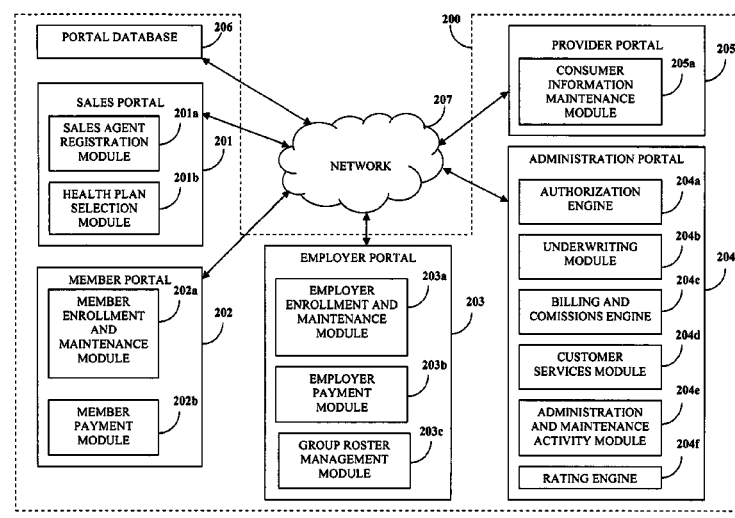 PORTAL DATABASE
206
200
SALES PORTAL
SALES AGENT
REGISTRATION
MODULE
201a
HEALTH PLAN
SELECTION
MODULE
201b
201
207
NETWORK
PROVIDER PORTAL
CONSUMER
INFORMATION
MAINTENANCE
MODULE
205a
205
ADMINISTRATION PORTAL
AUTHORIZATION
ENGINE
204a
UNDERWRITING
MODULE
204b
BILLING AND
COMISSIONS ENGINE
204c
CUSTOMER
SERVICES MODULE
204d
ADMINISTRATION
AND MAINTENANCE
ACTIVITY MODULE
204e
RATING ENGINE
204f
204
MEMBER PORTAL
MEMBER
ENROLLMENT
AND
MAINTENANCE
MODULE
202a
MEMBER
PAYMENT
MODULE
202b
202
EMPLOYER PORTAL
EMPLOYER
ENROLLMENT AND
MAINTENANCE
MODULE
203a
EMPLOYER
PAYMENT
MODULE
203b
GROUP ROSTER
MANAGEMENT
MODULE
203c
203